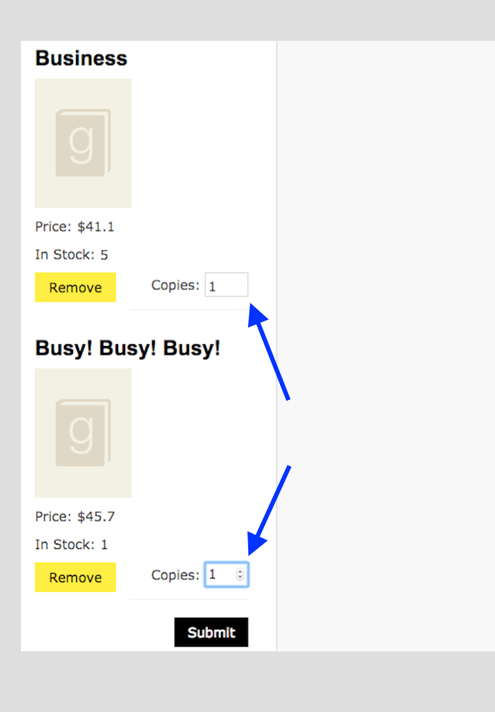 Business
g
Price: $41.1
In Stock: 5
Remove Copies: 1
Busy! Busy! Busy!
g
Price: $45.7
In Stock: 1
Remove Copies: 1
Submit